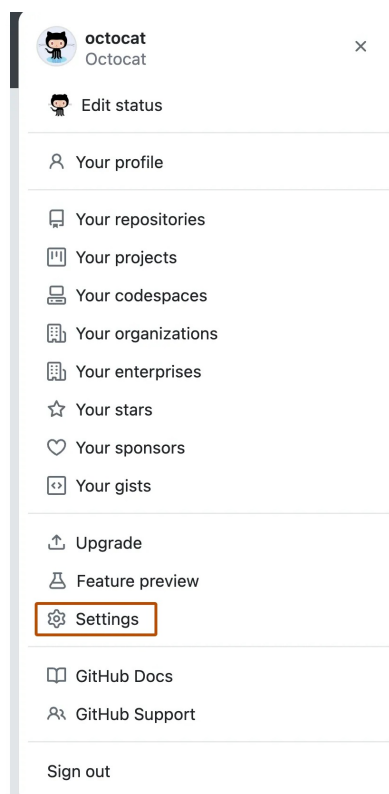 octocat
Octocat
Edit status
Your profile
Your repositories
Your projects
Your codespaces
Your organizations
Your enterprises
Your stars
Your sponsors
Your gists
Upgrade
Feature preview
Settings
GitHub Docs
GitHub Support
Sign out